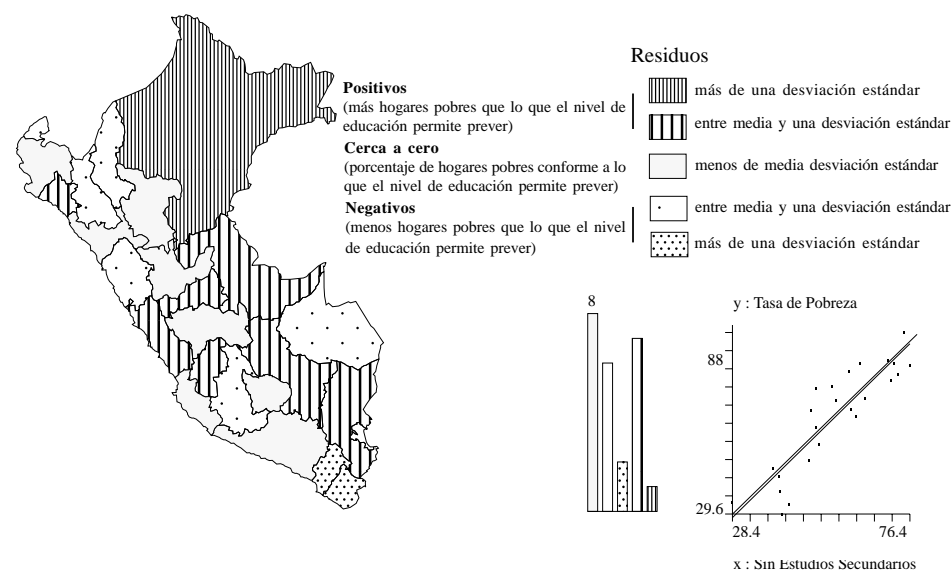 Residuos
Positivos
(más hogares pobres que lo que el nivel de
educación permite prever)
Cerca a cero
(porcentaje de hogares pobres conforme a lo
que el nivel de educación permite prever)
Negativos
(menos hogares pobres que lo que el nivel
de educación permite prever)
más de una desviación estándar
entre media y una desviación estándar
menos de media desviación estándar
entre media y una desviación estándar
más de una desviación estándar
8
y : Tasa de Pobreza
88
29.6
28.4
76.4
x : Sin Estudios Secundarios